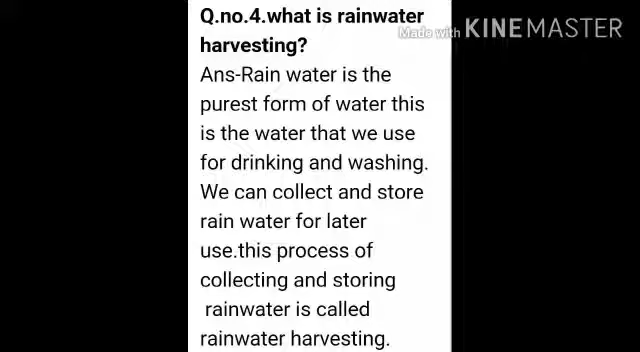 Q.no.4.what is rainwater
Made with KINEMASTER
harvesting?
Ans-Rain water is the
purest form of water this
is the water that we use
for drinking and washing.
We can collect and store
rain water for later
use.this process of
collecting and storing
rainwater is called
rainwater harvesting.